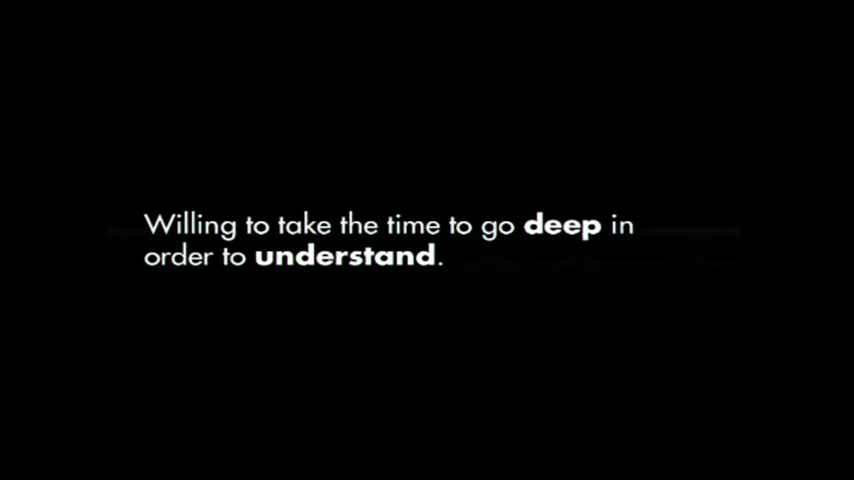 Willing to take the time to go deep in
order to understand.